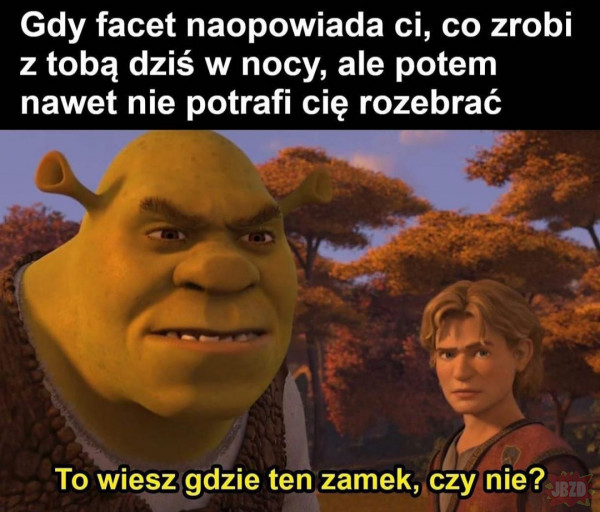 Gdy facet naopowiada ci, co zrobi
z tobą dziś w nocy, ale potem
nawet nie potrafi cię rozebrać
To wiesz gdzie ten zamek, czy nie?
JBZD